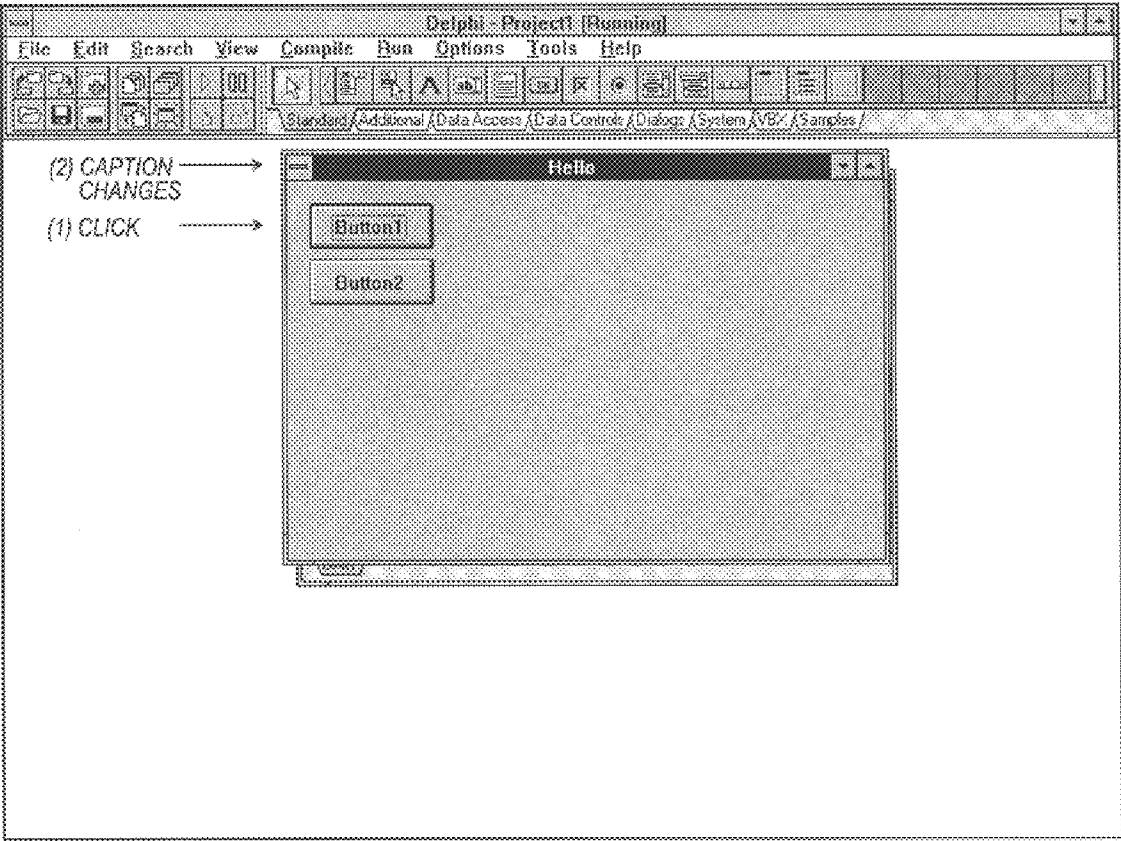 Delphi - Project1 [Running]
File Edit Search View Compile Run Options Tools Help
Standard Additional Data Access Data Controls Dialogs System VBX Samples
(2) CAPTION
CHANGES
Hello
(1) CLICK
Button1
Button2